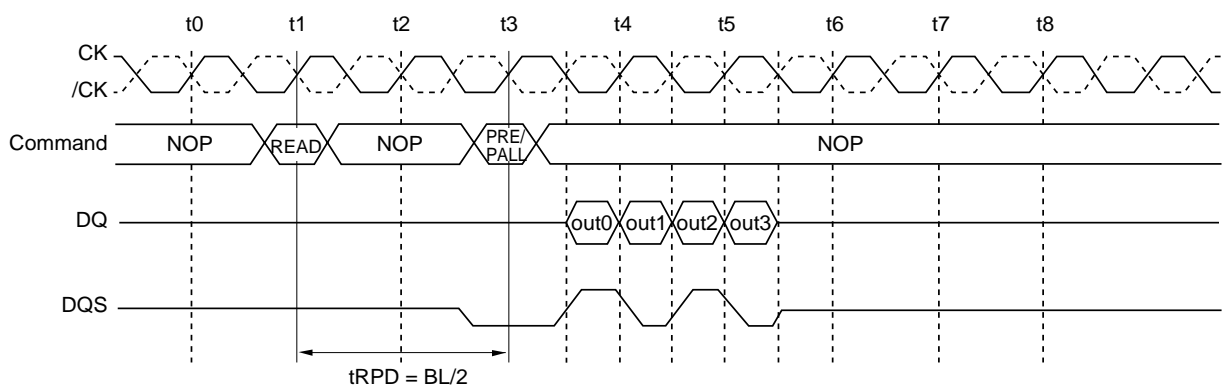 t0 t1 t2 t3 t4 t5 t6 t7 t8
CK
/CK
Command NOP READ NOP PRE/ PALL NOP
DQ out0 out1 out2 out3
DQS
tRPD = BL/2